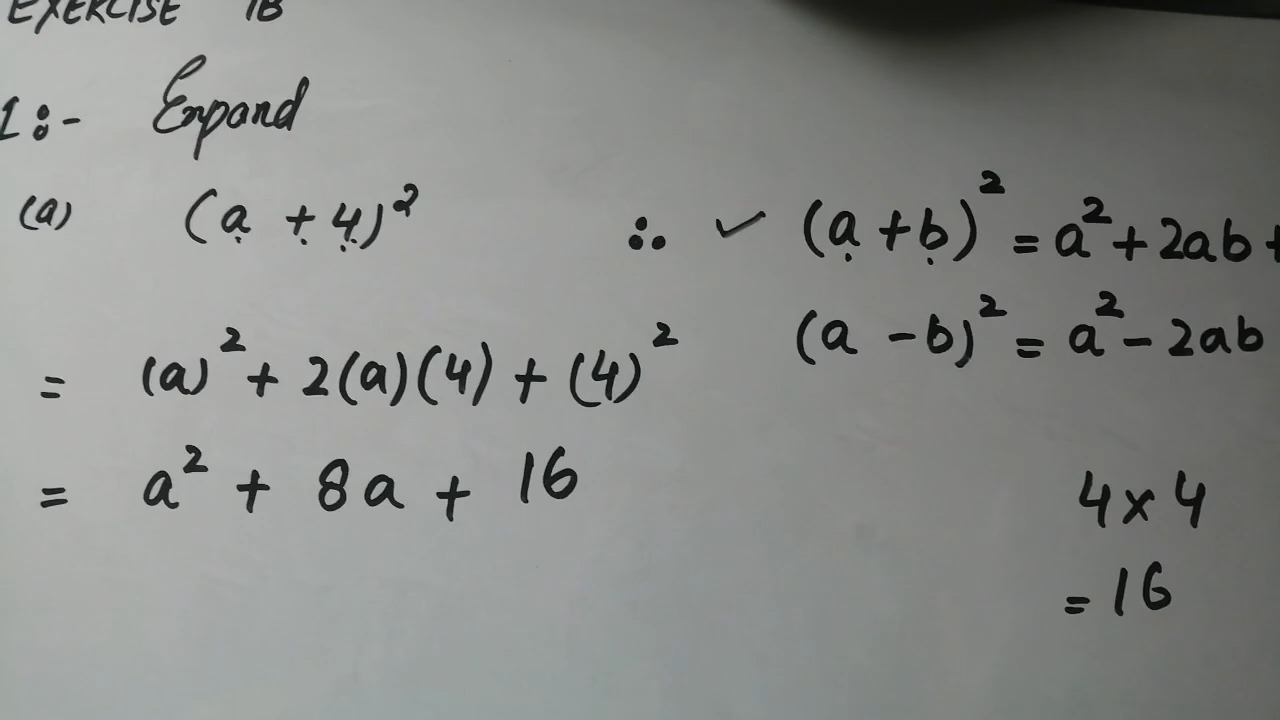 EXERCISE 1B
1:- Expand
(a) (a + 4)²
∴ ✓ (a + b)² = a² + 2ab +
(a - b)² = a² - 2ab
= (a)² + 2(a)(4) + (4)²
= a² + 8a + 16
4 × 4
= 16